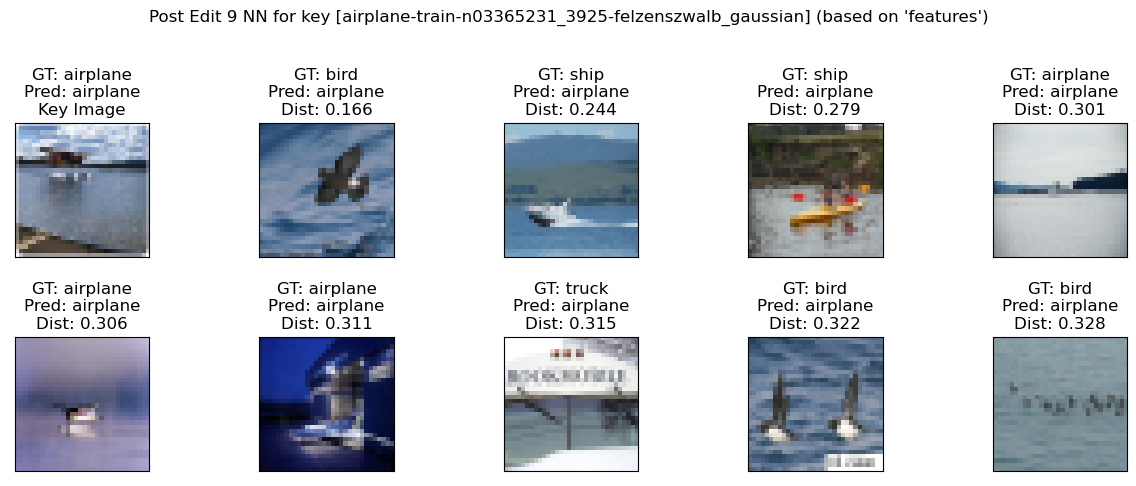 Post Edit 9 NN for key [airplane-train-n03365231_3925-felzenszwalb_gaussian] (based on 'features')
GT: airplane
Pred: airplane
Key Image
GT: bird
Pred: airplane
Dist: 0.166
GT: ship
Pred: airplane
Dist: 0.244
GT: ship
Pred: airplane
Dist: 0.279
GT: airplane
Pred: airplane
Dist: 0.301
GT: airplane
Pred: airplane
Dist: 0.306
GT: airplane
Pred: airplane
Dist: 0.311
GT: truck
Pred: airplane
Dist: 0.315
BOOKMOBILE
GT: bird
Pred: airplane
Dist: 0.322
GT: bird
Pred: airplane
Dist: 0.328